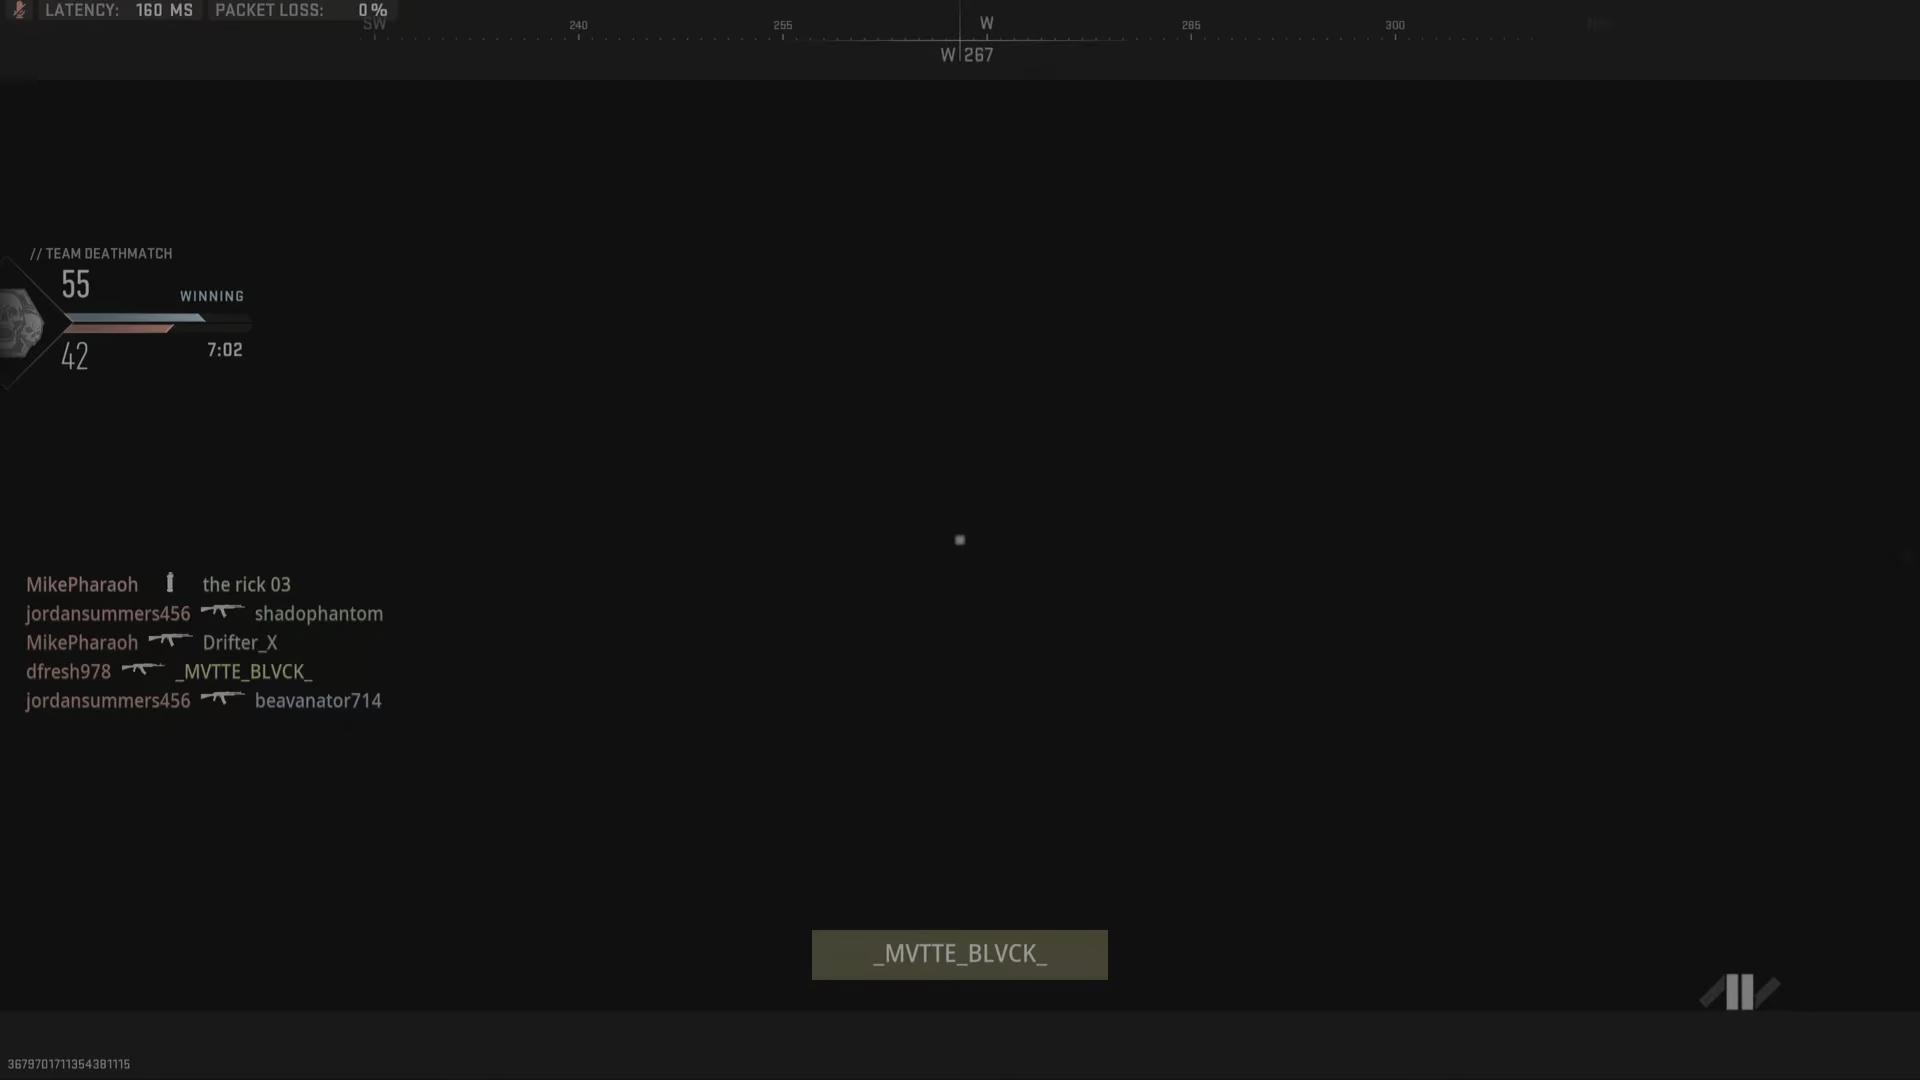 LATENCY: 160 MS PACKET LOSS: 0%
SW 240 255 W 285 300
W 267
// TEAM DEATHMATCH
55
WINNING
42
7:02
MikePharaoh the rick 03
jordansummers456 shadophantom
MikePharaoh Drifter_X
dfresh978 _MVTTE_BLVCK_
jordansummers456 beavanator714
_MVTTE_BLVCK_
3679701711354381115